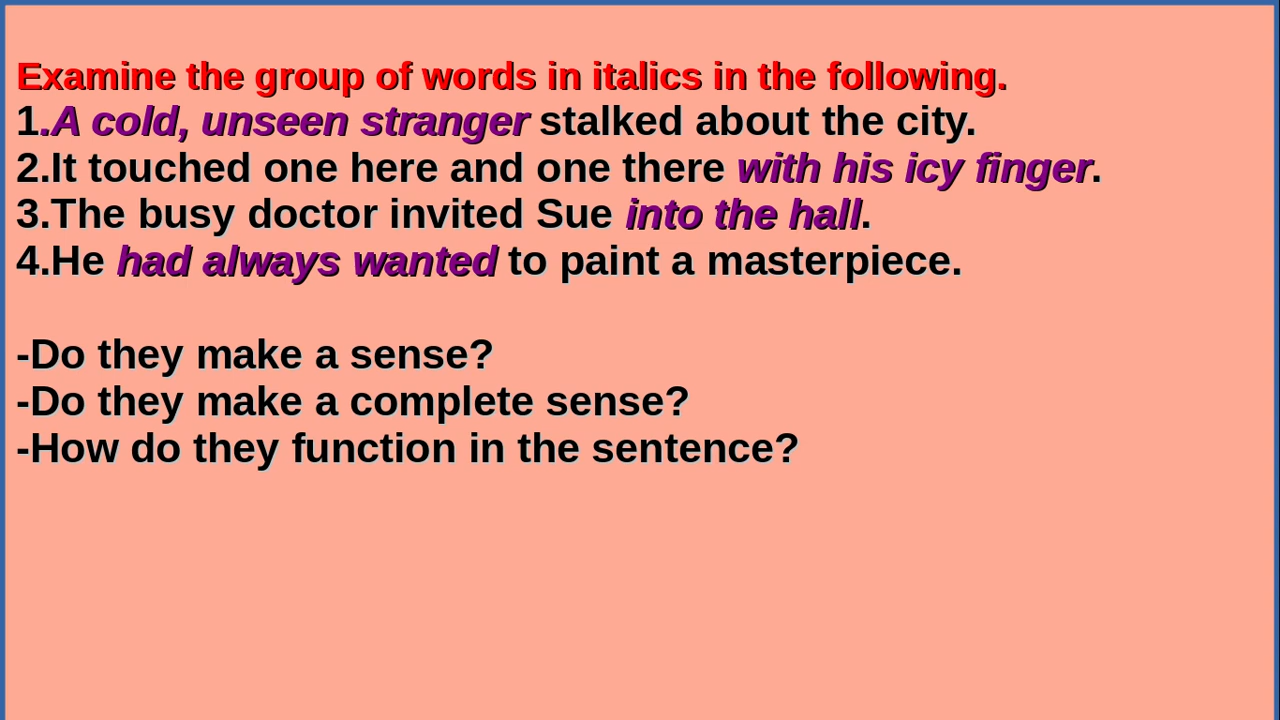 Examine the group of words in italics in the following.
1.A cold, unseen stranger stalked about the city.
2.It touched one here and one there with his icy finger.
3.The busy doctor invited Sue into the hall.
4.He had always wanted to paint a masterpiece.
-Do they make a sense?
-Do they make a complete sense?
-How do they function in the sentence?